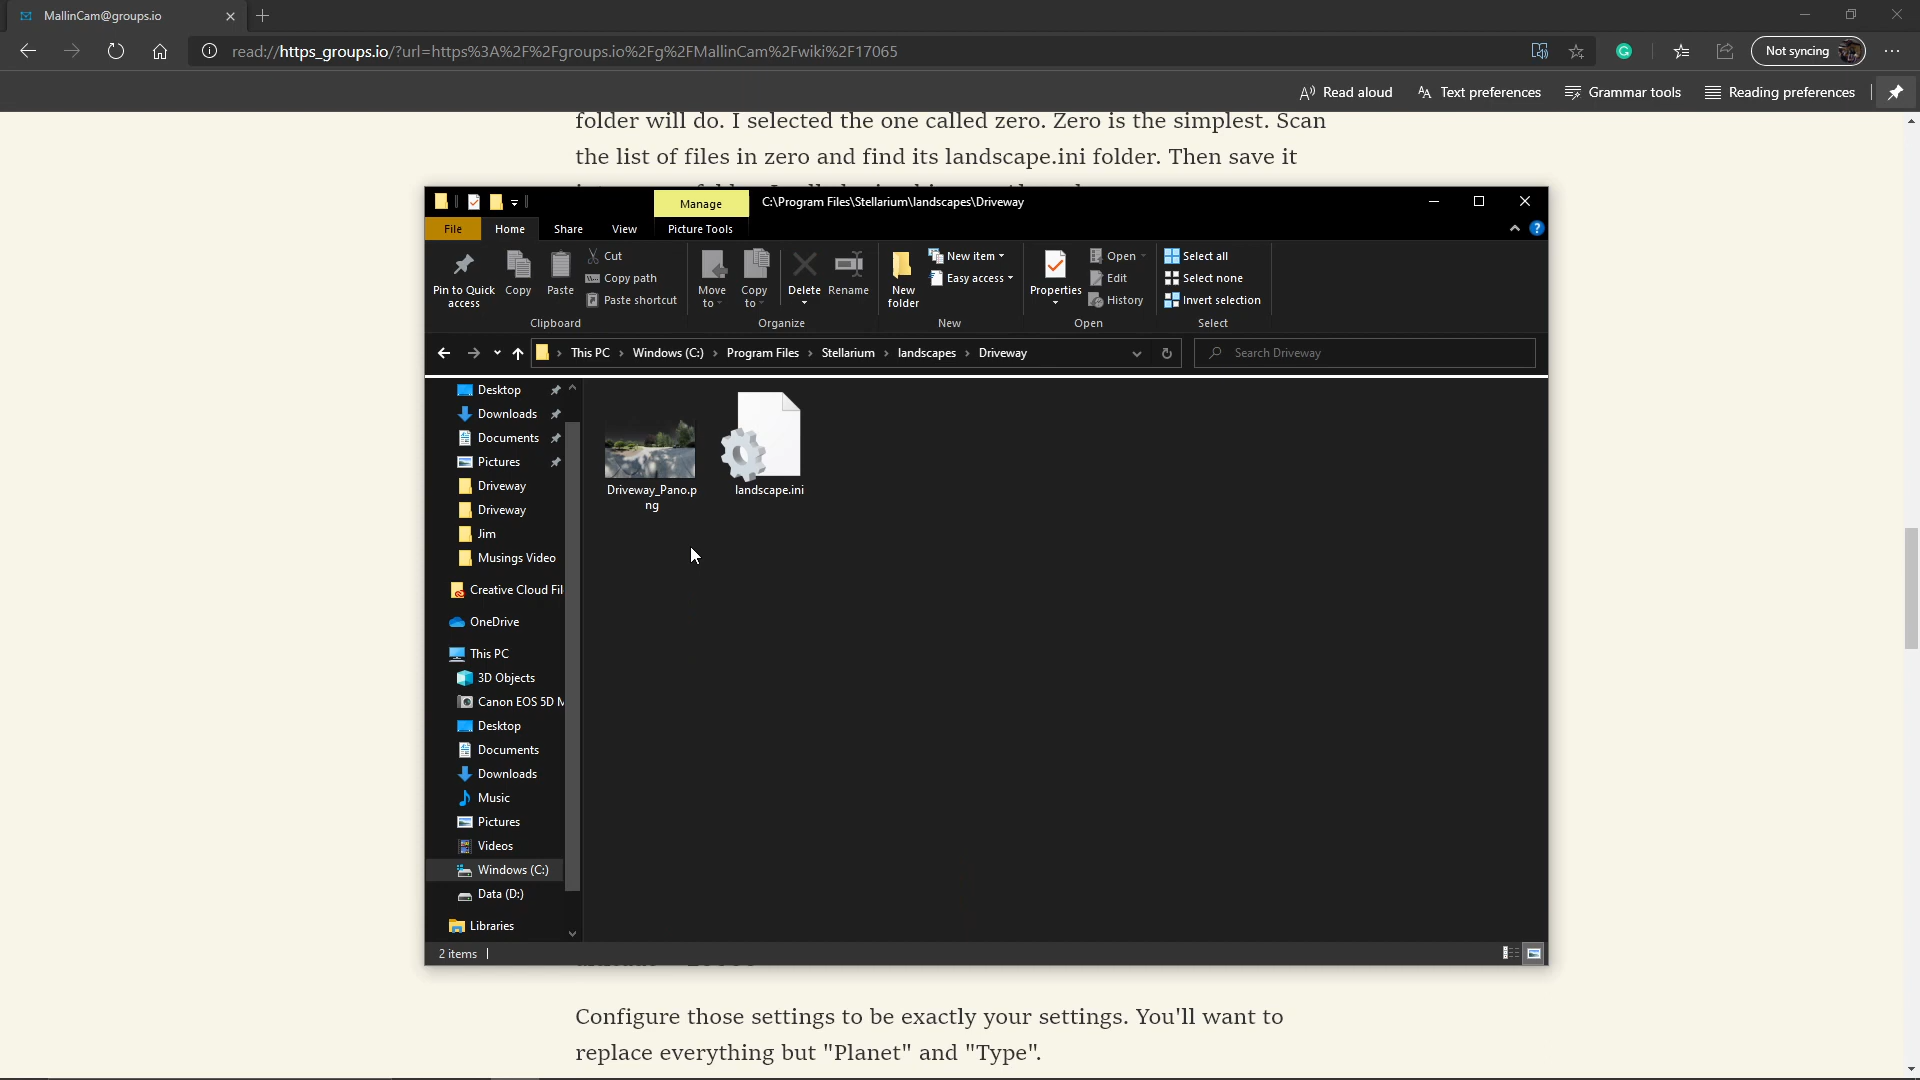 MallinCam@groups.io
read://https_groups.io/?url=https%3A%2F%2Fgroups.io%2Fg%2FMallinCam%2Fwiki%2F17065
Not syncing
Read aloud
Text preferences
Grammar tools
Reading preferences
folder will do. I selected the one called zero. Zero is the simplest. Scan
the list of files in zero and find its landscape.ini folder. Then save it
Manage
C:\Program Files\Stellarium\landscapes\Driveway
File
Home
Share
View
Picture Tools
Pin to Quick access
Copy
Paste
Cut
Copy path
Paste shortcut
Clipboard
Move to
Copy to
Delete
Rename
Organize
New folder
New item
Easy access
New
Properties
Open
Edit
History
Open
Select all
Select none
Invert selection
Select
This PC > Windows (C:) > Program Files > Stellarium > landscapes > Driveway
Search Driveway
Desktop
Downloads
Documents
Pictures
Driveway
Driveway
Jim
Musings Video
Creative Cloud Fil
OneDrive
This PC
3D Objects
Canon EOS 5D M
Desktop
Documents
Downloads
Music
Pictures
Videos
Windows (C:)
Data (D:)
Libraries
Driveway_Pano.p
ng
landscape.ini
2 items
Configure those settings to be exactly your settings. You'll want to
replace everything but "Planet" and "Type".